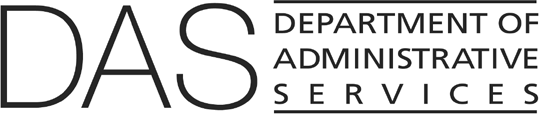 DAS
DEPARTMENT OF
ADMINISTRATIVE
SERVICES